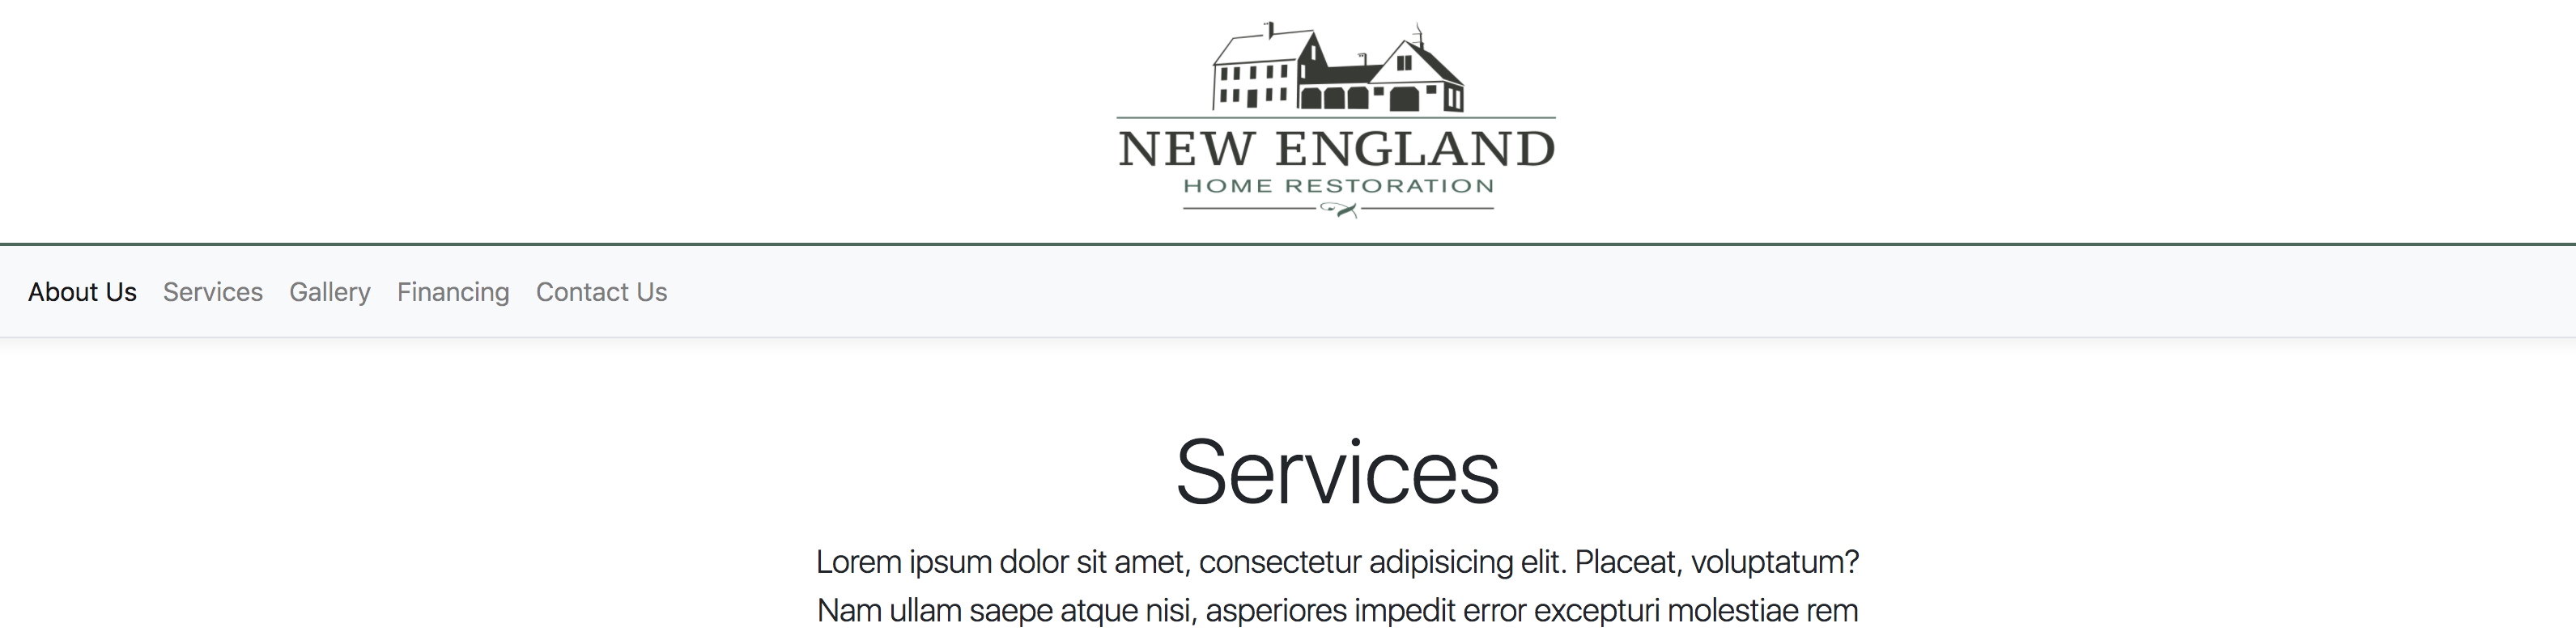 NEW ENGLAND
HOME RESTORATION
About Us Services Gallery Financing Contact Us
Services
Lorem ipsum dolor sit amet, consectetur adipisicing elit. Placeat, voluptatum?
Nam ullam saepe atque nisi, asperiores impedit error excepturi molestiae rem